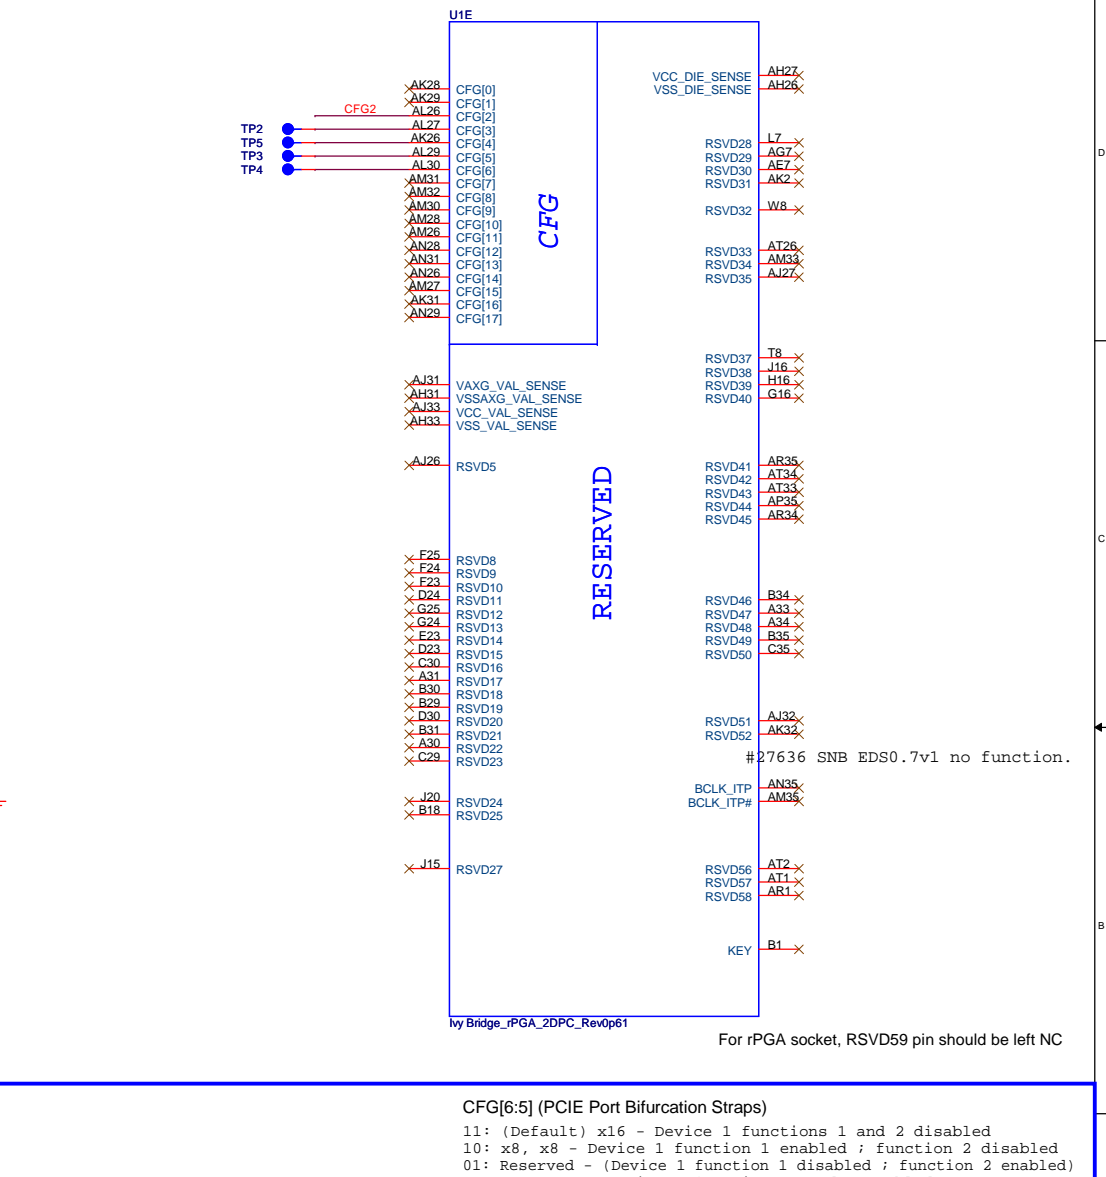 U1E
AK28 CFG[0]
AK29 CFG[1]
CFG2 AL26 CFG[2]
TP2 AL27 CFG[3]
TP5 AK26 CFG[4]
TP3 AL29 CFG[5]
TP4 AL30 CFG[6]
AM31 CFG[7]
AM32 CFG[8]
AM30 CFG[9]
AM28 CFG[10]
AM26 CFG[11]
AN28 CFG[12]
AN31 CFG[13]
AN26 CFG[14]
AM27 CFG[15]
AK31 CFG[16]
AN29 CFG[17]
CFG
AJ31 VAXG_VAL_SENSE
AH31 VSSAXG_VAL_SENSE
AJ33 VCC_VAL_SENSE
AH33 VSS_VAL_SENSE
AJ26 RSVD5
F25 RSVD8
F24 RSVD9
F23 RSVD10
D24 RSVD11
G25 RSVD12
G24 RSVD13
E23 RSVD14
D23 RSVD15
C30 RSVD16
A31 RSVD17
B30 RSVD18
B29 RSVD19
D30 RSVD20
B31 RSVD21
A30 RSVD22
C29 RSVD23
J20 RSVD24
B18 RSVD25
J15 RSVD27
RESERVED
VCC_DIE_SENSE AH27
VSS_DIE_SENSE AH26
RSVD28 L7
RSVD29 AG7
RSVD30 AE7
RSVD31 AK2
RSVD32 W8
RSVD33 AT26
RSVD34 AM33
RSVD35 AJ27
RSVD37 T8
RSVD38 J16
RSVD39 H16
RSVD40 G16
RSVD41 AR35
RSVD42 AT34
RSVD43 AT33
RSVD44 AP35
RSVD45 AR34
RSVD46 B34
RSVD47 A33
RSVD48 A34
RSVD49 B35
RSVD50 C35
RSVD51 AJ32
RSVD52 AK32
#27636 SNB EDS0.7v1 no function.
BCLK_ITP AN35
BCLK_ITP# AM35
RSVD56 AT2
RSVD57 AT1
RSVD58 AR1
KEY B1
Ivy Bridge_rPGA_2DPC_Rev0p61
For rPGA socket, RSVD59 pin should be left NC
D
C
B
CFG[6:5] (PCIE Port Bifurcation Straps)
11: (Default) x16 - Device 1 functions 1 and 2 disabled
10: x8, x8 - Device 1 function 1 enabled ; function 2 disabled
01: Reserved - (Device 1 function 1 disabled ; function 2 enabled)